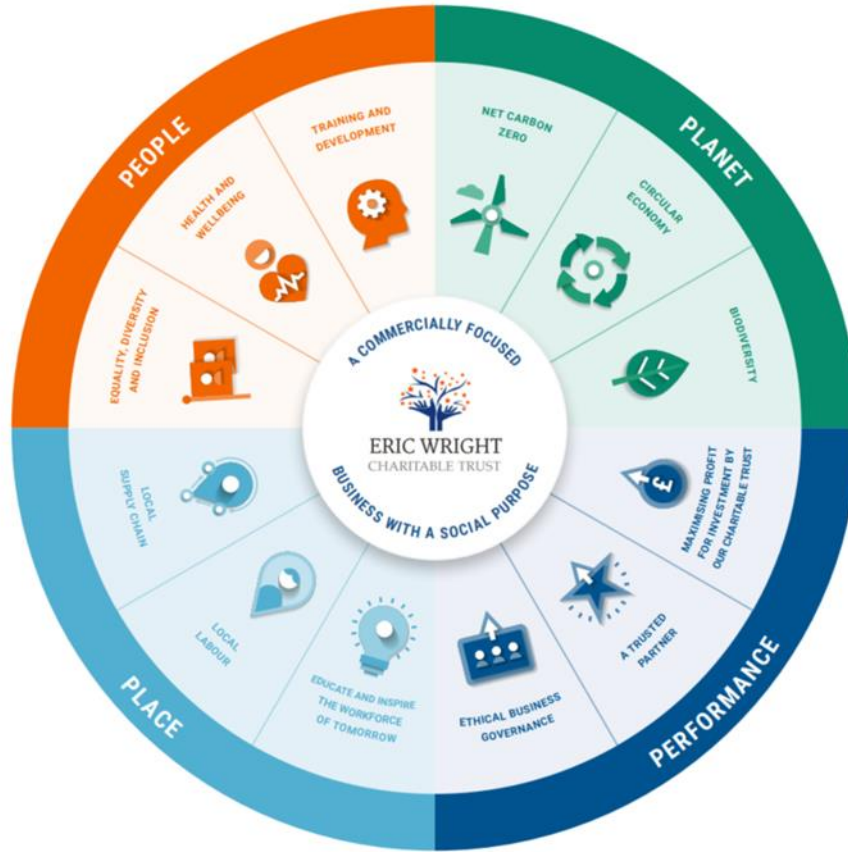 PEOPLE
TRAINING AND
DEVELOPMENT
HEALTH AND
WELLBEING
EQUALITY, DIVERSITY
AND INCLUSION
PLANET
NET CARBON
ZERO
CIRCULAR
ECONOMY
BIODIVERSITY
A COMMERCIALLY FOCUSED
ERIC WRIGHT
CHARITABLE TRUST
BUSINESS WITH A SOCIAL PURPOSE
PLACE
LOCAL
SUPPLY CHAIN
LOCAL
LABOUR
EDUCATE AND INSPIRE
THE WORKFORCE
OF TOMORROW
PERFORMANCE
£
MAXIMISING PROFIT
FOR INVESTMENT BY
OUR CHARITABLE TRUST
A TRUSTED
PARTNER
ETHICAL BUSINESS
GOVERNANCE